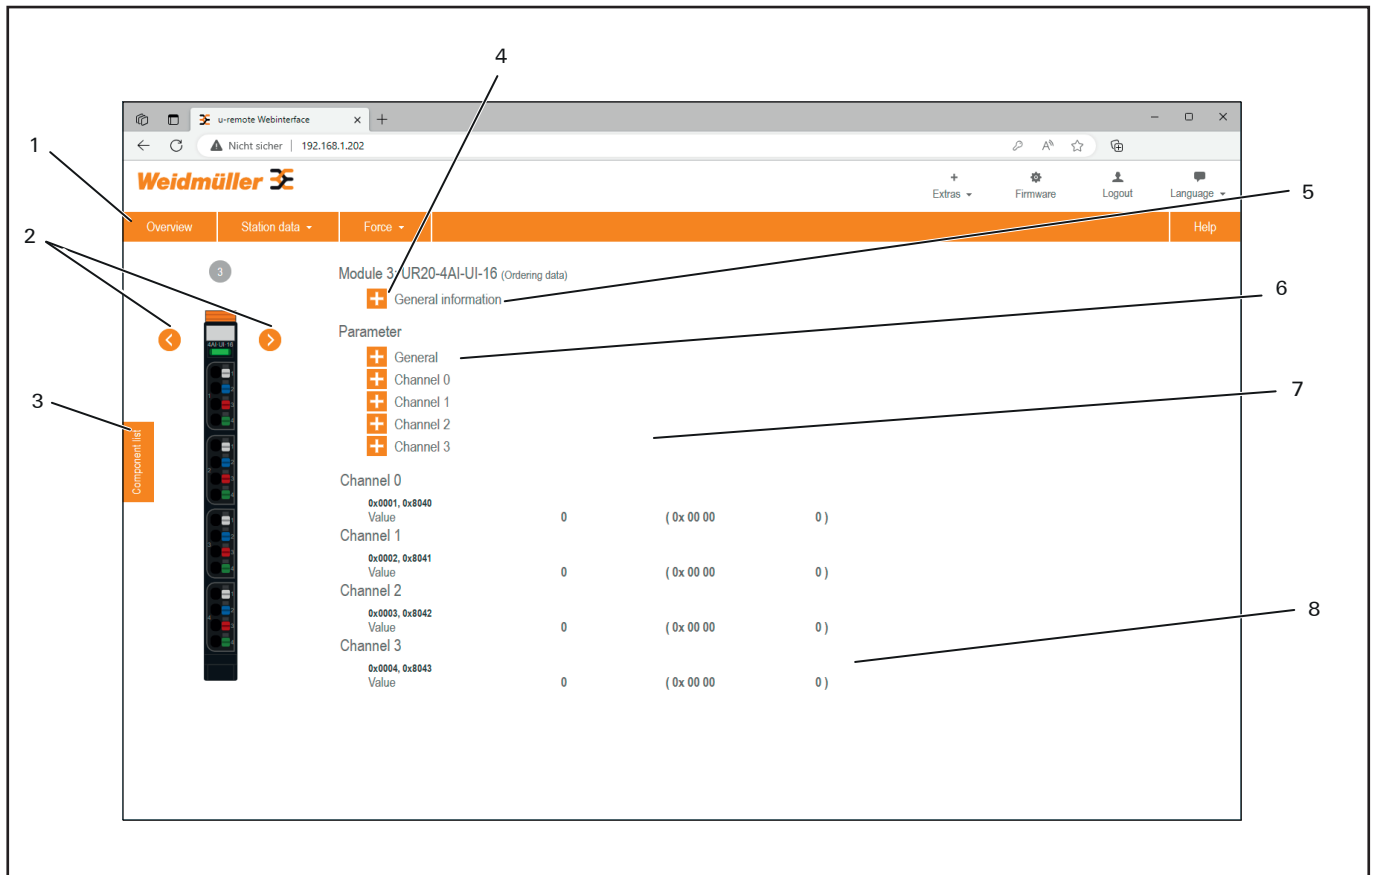 4
u-remote Webinterface
1
Nicht sicher | 192.168.1.202
Weidmüller
Extras Firmware Logout Language
5
Overview Station data Force Help
2
3 Module 3: UR20-4AI-UI-16 (Ordering data)
General information
6
Parameter
4AI-UI-16
General
Channel 0
7
3
Channel 1
Channel 2
Component list
Channel 3
Channel 0
0x0001, 0x8040
Value 0 ( 0x 00 00 0 )
Channel 1
0x0002, 0x8041
Value 0 ( 0x 00 00 0 )
Channel 2
0x0003, 0x8042
8
Value 0 ( 0x 00 00 0 )
Channel 3
0x0004, 0x8043
Value 0 ( 0x 00 00 0 )